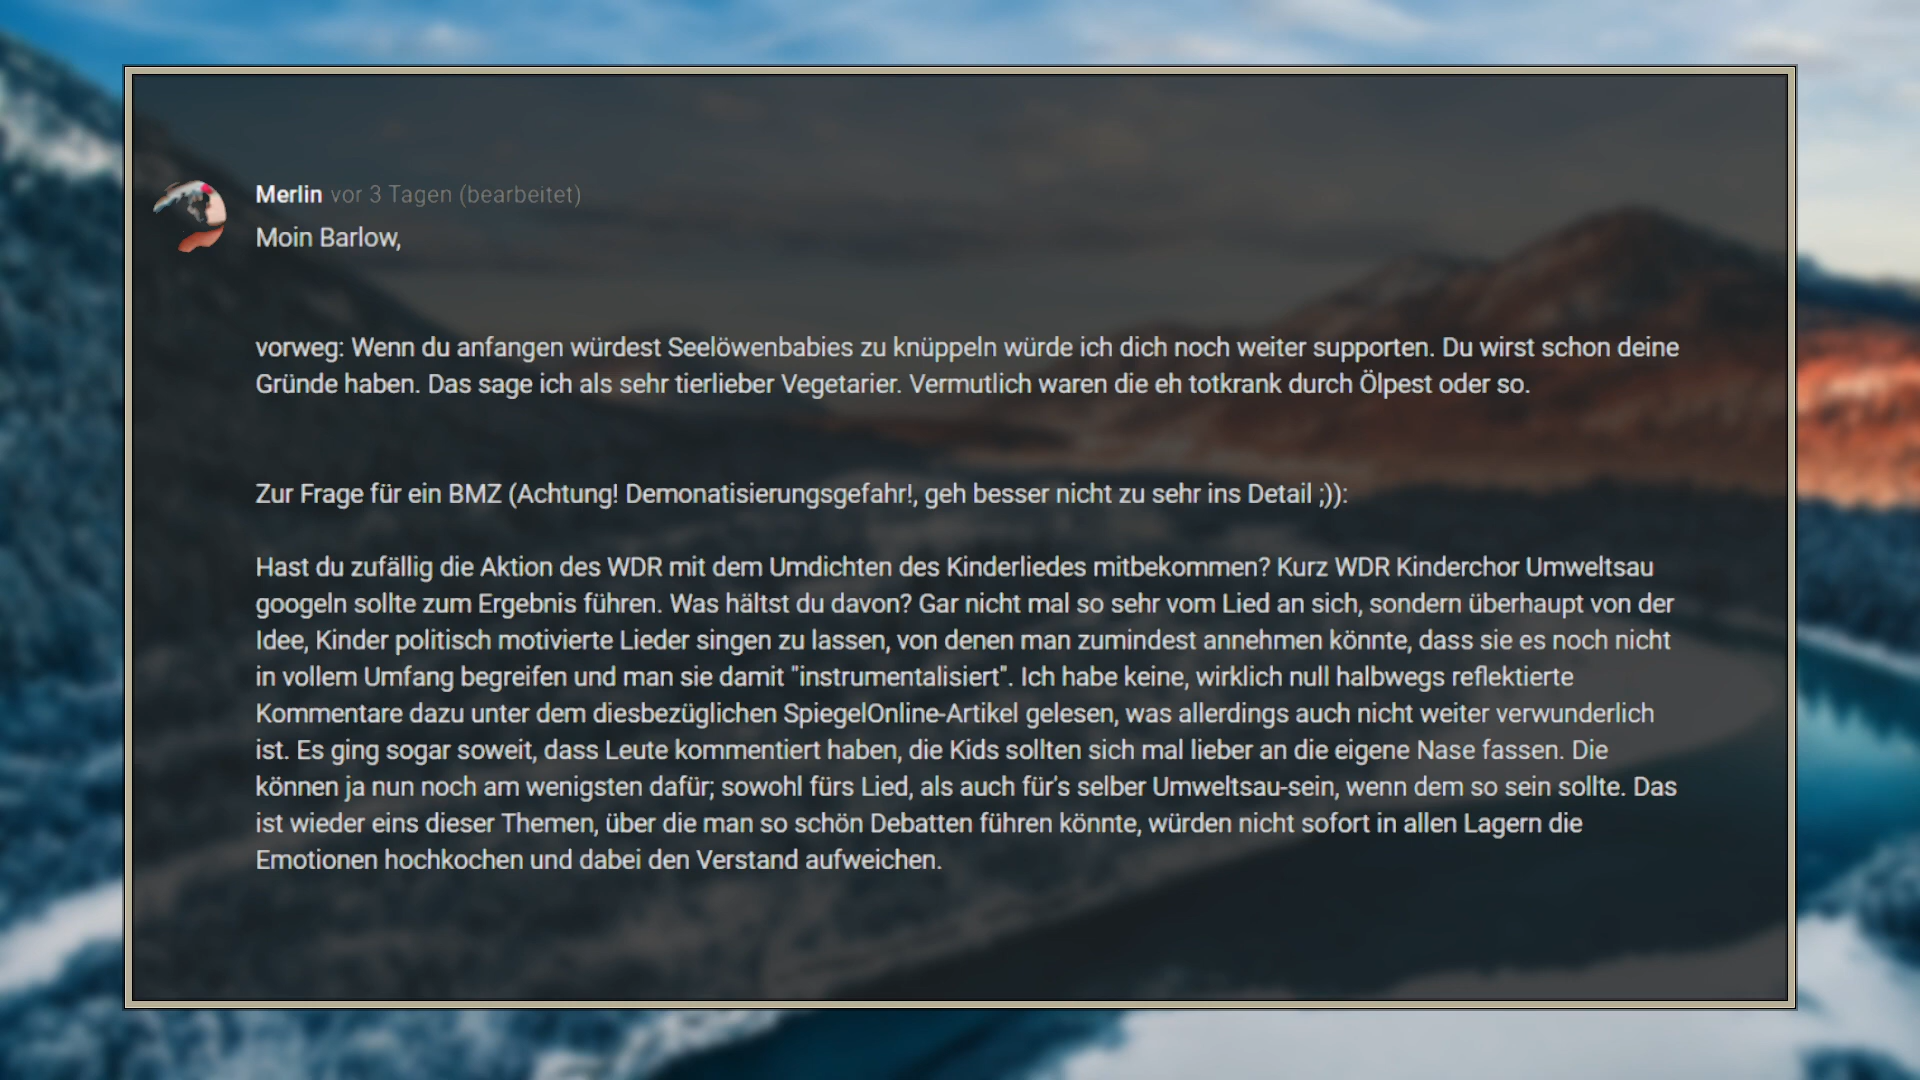 Merlin vor 3 Tagen (bearbeitet)
Moin Barlow,
vorweg: Wenn du anfangen würdest Seelöwenbabies zu knüppeln würde ich dich noch weiter supporten. Du wirst schon deine
Gründe haben. Das sage ich als sehr tierlieber Vegetarier. Vermutlich waren die eh totkrank durch Ölpest oder so.
Zur Frage für ein BMZ (Achtung! Demonatisierungsgefahr!, geh besser nicht zu sehr ins Detail ;)):
Hast du zufällig die Aktion des WDR mit dem Umdichten des Kinderliedes mitbekommen? Kurz WDR Kinderchor Umweltsau
googeln sollte zum Ergebnis führen. Was hältst du davon? Gar nicht mal so sehr vom Lied an sich, sondern überhaupt von der
Idee, Kinder politisch motivierte Lieder singen zu lassen, von denen man zumindest annehmen könnte, dass sie es noch nicht
in vollem Umfang begreifen und man sie damit "instrumentalisiert". Ich habe keine, wirklich null halbwegs reflektierte
Kommentare dazu unter dem diesbezüglichen SpiegelOnline-Artikel gelesen, was allerdings auch nicht weiter verwunderlich
ist. Es ging sogar soweit, dass Leute kommentiert haben, die Kids sollten sich mal lieber an die eigene Nase fassen. Die
können ja nun noch am wenigsten dafür; sowohl fürs Lied, als auch für's selber Umweltsau-sein, wenn dem so sein sollte. Das
ist wieder eins dieser Themen, über die man so schön Debatten führen könnte, würden nicht sofort in allen Lagern die
Emotionen hochkochen und dabei den Verstand aufweichen.